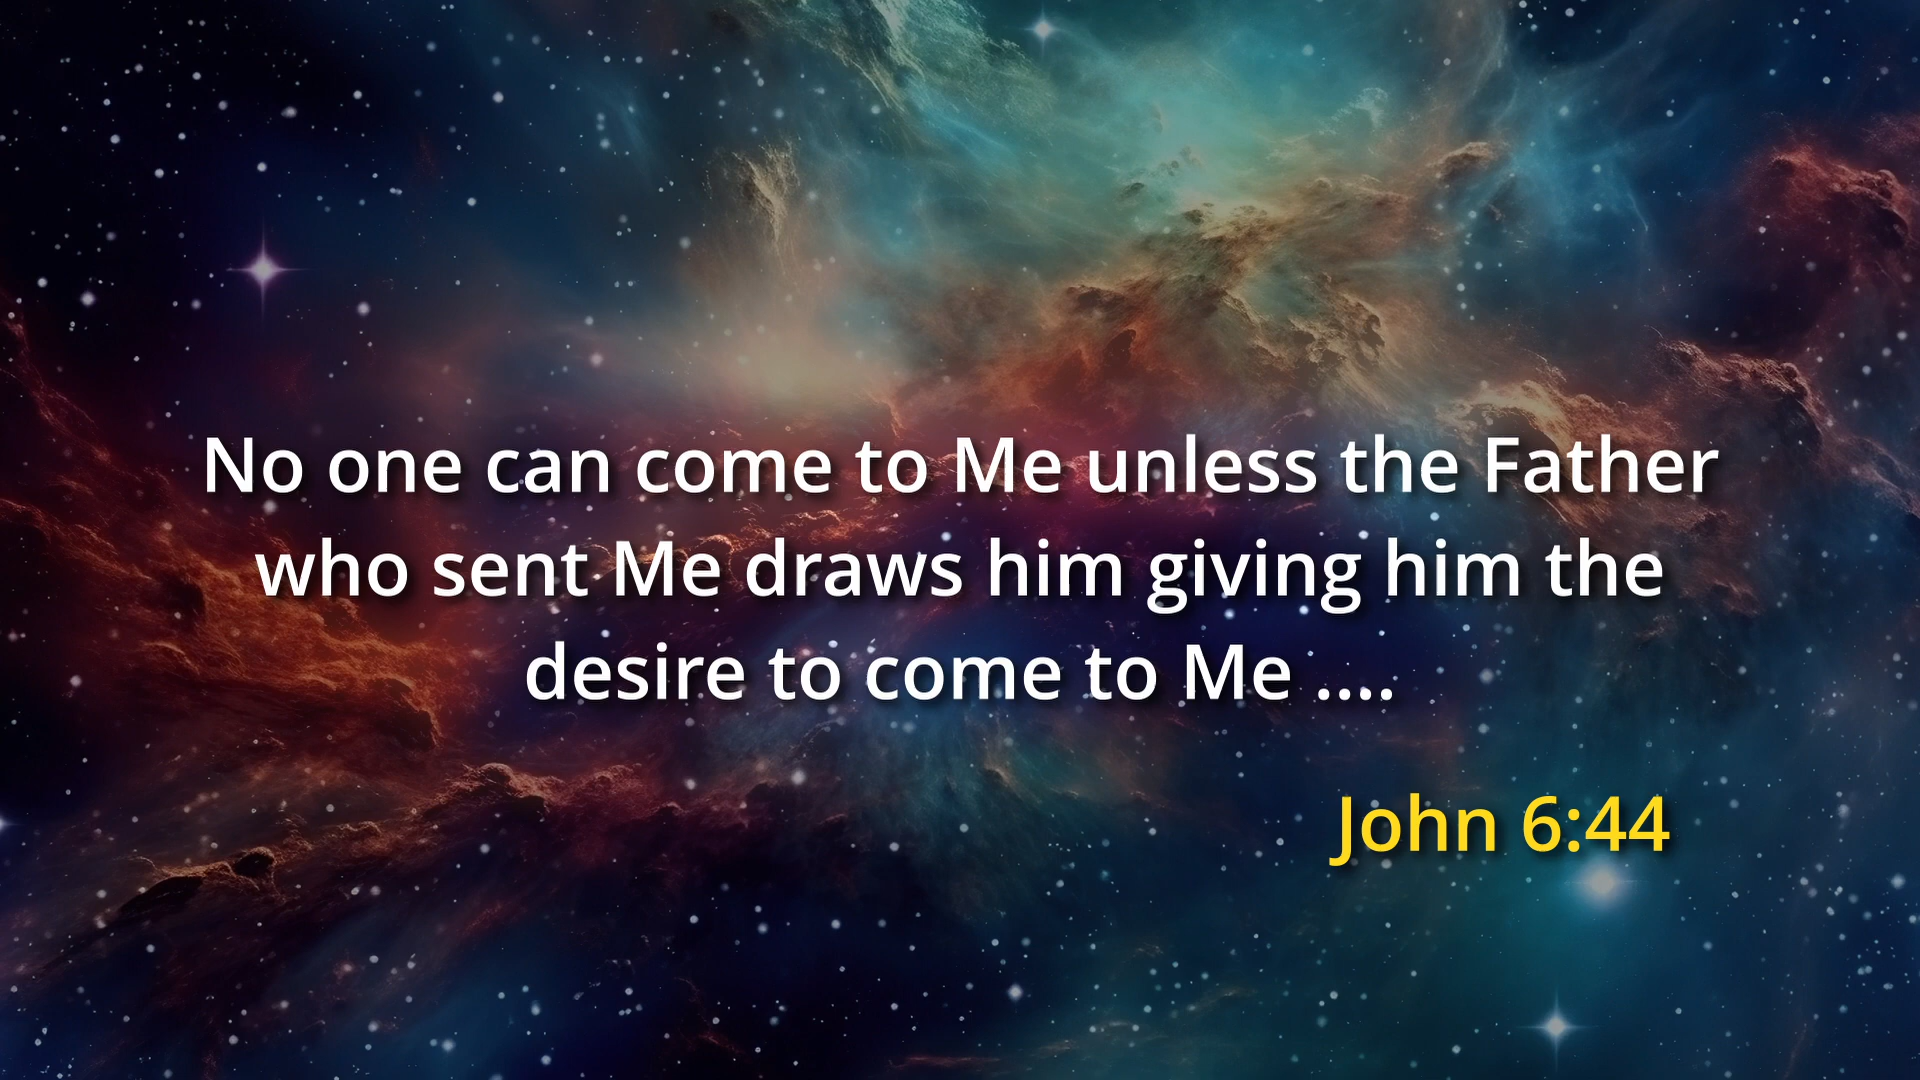 No one can come to Me unless the Father
who sent Me draws him giving him the
desire to come to Me ....
John 6:44